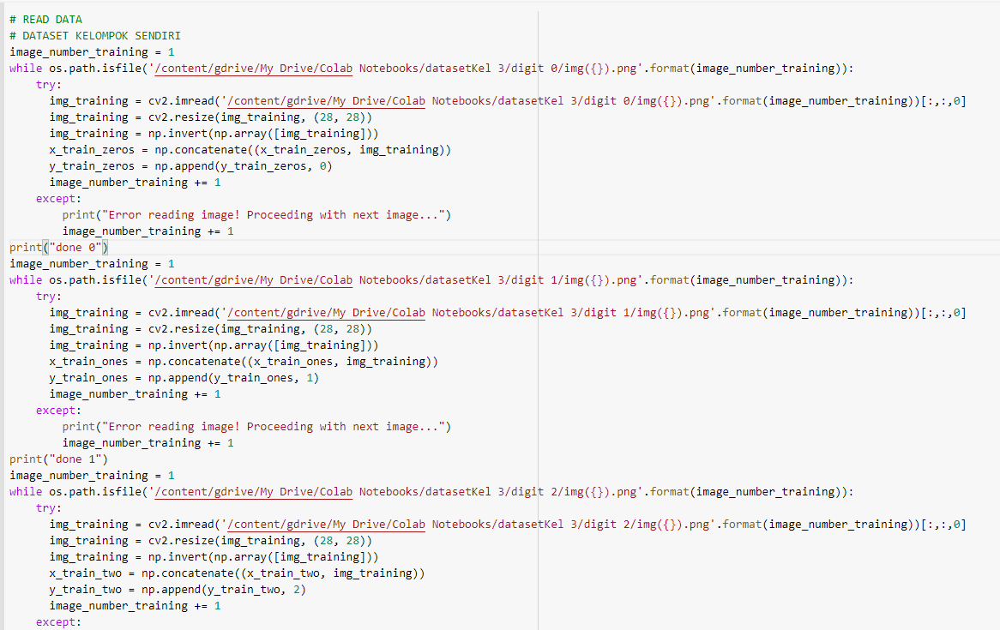 # READ DATA
# DATASET KELOMPOK SENDIRI
image_number_training = 1
while os.path.isfile('/content/gdrive/My Drive/Colab Notebooks/datasetKel 3/digit 0/img({}).png'.format(image_number_training)):
    try:
      img_training = cv2.imread('/content/gdrive/My Drive/Colab Notebooks/datasetKel 3/digit 0/img({}).png'.format(image_number_training))[:,:,0]
      img_training = cv2.resize(img_training, (28, 28))
      img_training = np.invert(np.array([img_training]))
      x_train_zeros = np.concatenate((x_train_zeros, img_training))
      y_train_zeros = np.append(y_train_zeros, 0)
      image_number_training += 1
    except:
        print("Error reading image! Proceeding with next image...")
        image_number_training += 1
print("done 0")
image_number_training = 1
while os.path.isfile('/content/gdrive/My Drive/Colab Notebooks/datasetKel 3/digit 1/img({}).png'.format(image_number_training)):
    try:
      img_training = cv2.imread('/content/gdrive/My Drive/Colab Notebooks/datasetKel 3/digit 1/img({}).png'.format(image_number_training))[:,:,0]
      img_training = cv2.resize(img_training, (28, 28))
      img_training = np.invert(np.array([img_training]))
      x_train_ones = np.concatenate((x_train_ones, img_training))
      y_train_ones = np.append(y_train_ones, 1)
      image_number_training += 1
    except:
        print("Error reading image! Proceeding with next image...")
        image_number_training += 1
print("done 1")
image_number_training = 1
while os.path.isfile('/content/gdrive/My Drive/Colab Notebooks/datasetKel 3/digit 2/img({}).png'.format(image_number_training)):
    try:
      img_training = cv2.imread('/content/gdrive/My Drive/Colab Notebooks/datasetKel 3/digit 2/img({}).png'.format(image_number_training))[:,:,0]
      img_training = cv2.resize(img_training, (28, 28))
      img_training = np.invert(np.array([img_training]))
      x_train_two = np.concatenate((x_train_two, img_training))
      y_train_two = np.append(y_train_two, 2)
      image_number_training += 1
    except: